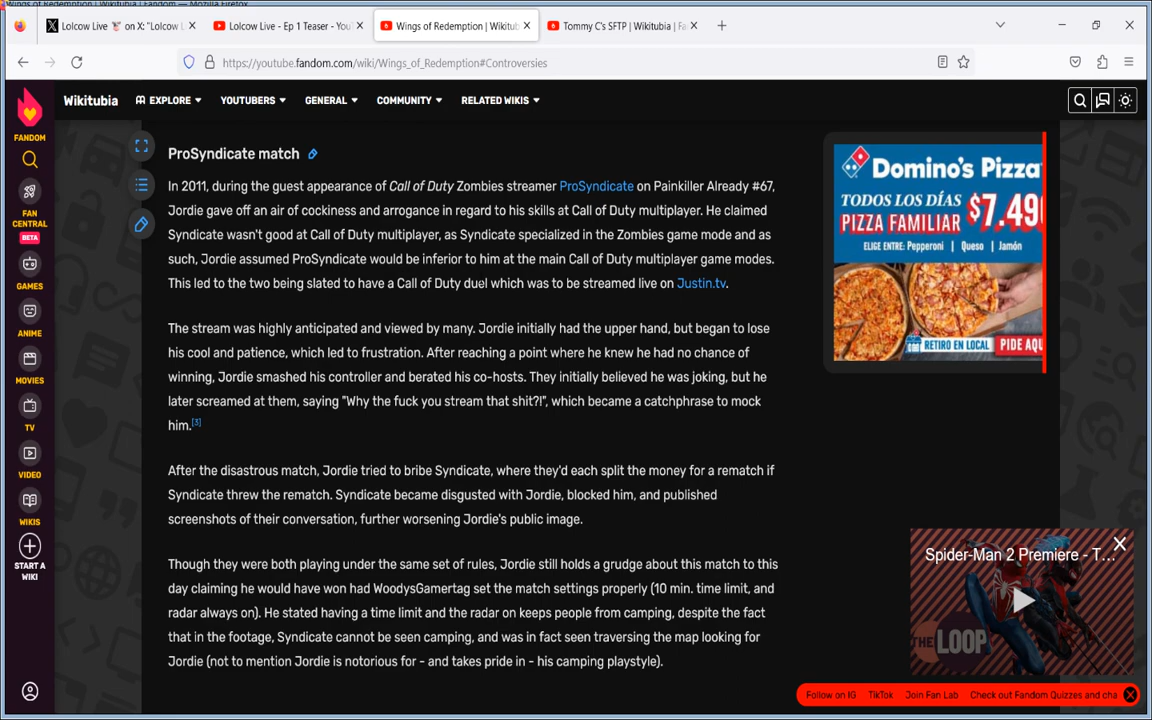 Wings of Redemption | Wikitubia | Fandom — Mozilla Firefox
Lolcow Live on X: "Lolcow L
Lolcow Live - Ep 1 Teaser - You
Wings of Redemption | Wikitub
Tommy C's SFTP | Wikitubia | Fa
https://youtube.fandom.com/wiki/Wings_of_Redemption#Controversies
FANDOM
FAN CENTRAL
BETA
GAMES
ANIME
MOVIES
TV
VIDEO
WIKIS
START A WIKI
Wikitubia
EXPLORE
YOUTUBERS
GENERAL
COMMUNITY
RELATED WIKIS
ProSyndicate match
In 2011, during the guest appearance of Call of Duty Zombies streamer ProSyndicate on Painkiller Already #67,
Jordie gave off an air of cockiness and arrogance in regard to his skills at Call of Duty multiplayer. He claimed
Syndicate wasn't good at Call of Duty multiplayer, as Syndicate specialized in the Zombies game mode and as
such, Jordie assumed ProSyndicate would be inferior to him at the main Call of Duty multiplayer game modes.
This led to the two being slated to have a Call of Duty duel which was to be streamed live on Justin.tv.
The stream was highly anticipated and viewed by many. Jordie initially had the upper hand, but began to lose
his cool and patience, which led to frustration. After reaching a point where he knew he had no chance of
winning, Jordie smashed his controller and berated his co-hosts. They initially believed he was joking, but he
later screamed at them, saying "Why the fuck you stream that shit?!", which became a catchphrase to mock
him.[3]
After the disastrous match, Jordie tried to bribe Syndicate, where they'd each split the money for a rematch if
Syndicate threw the rematch. Syndicate became disgusted with Jordie, blocked him, and published
screenshots of their conversation, further worsening Jordie's public image.
Though they were both playing under the same set of rules, Jordie still holds a grudge about this match to this
day claiming he would have won had WoodysGamertag set the match settings properly (10 min. time limit, and
radar always on). He stated having a time limit and the radar on keeps people from camping, despite the fact
that in the footage, Syndicate cannot be seen camping, and was in fact seen traversing the map looking for
Jordie (not to mention Jordie is notorious for - and takes pride in - his camping playstyle).
Domino's Pizza
TODOS LOS DÍAS
PIZZA FAMILIAR $7.49
ELIGE ENTRE: Pepperoni | Queso | Jamón
RETIRO EN LOCAL PIDE AQU
Spider-Man 2 Premiere - T...
THE LOOP
Follow on IG
TikTok
Join Fan Lab
Check out Fandom Quizzes and cha